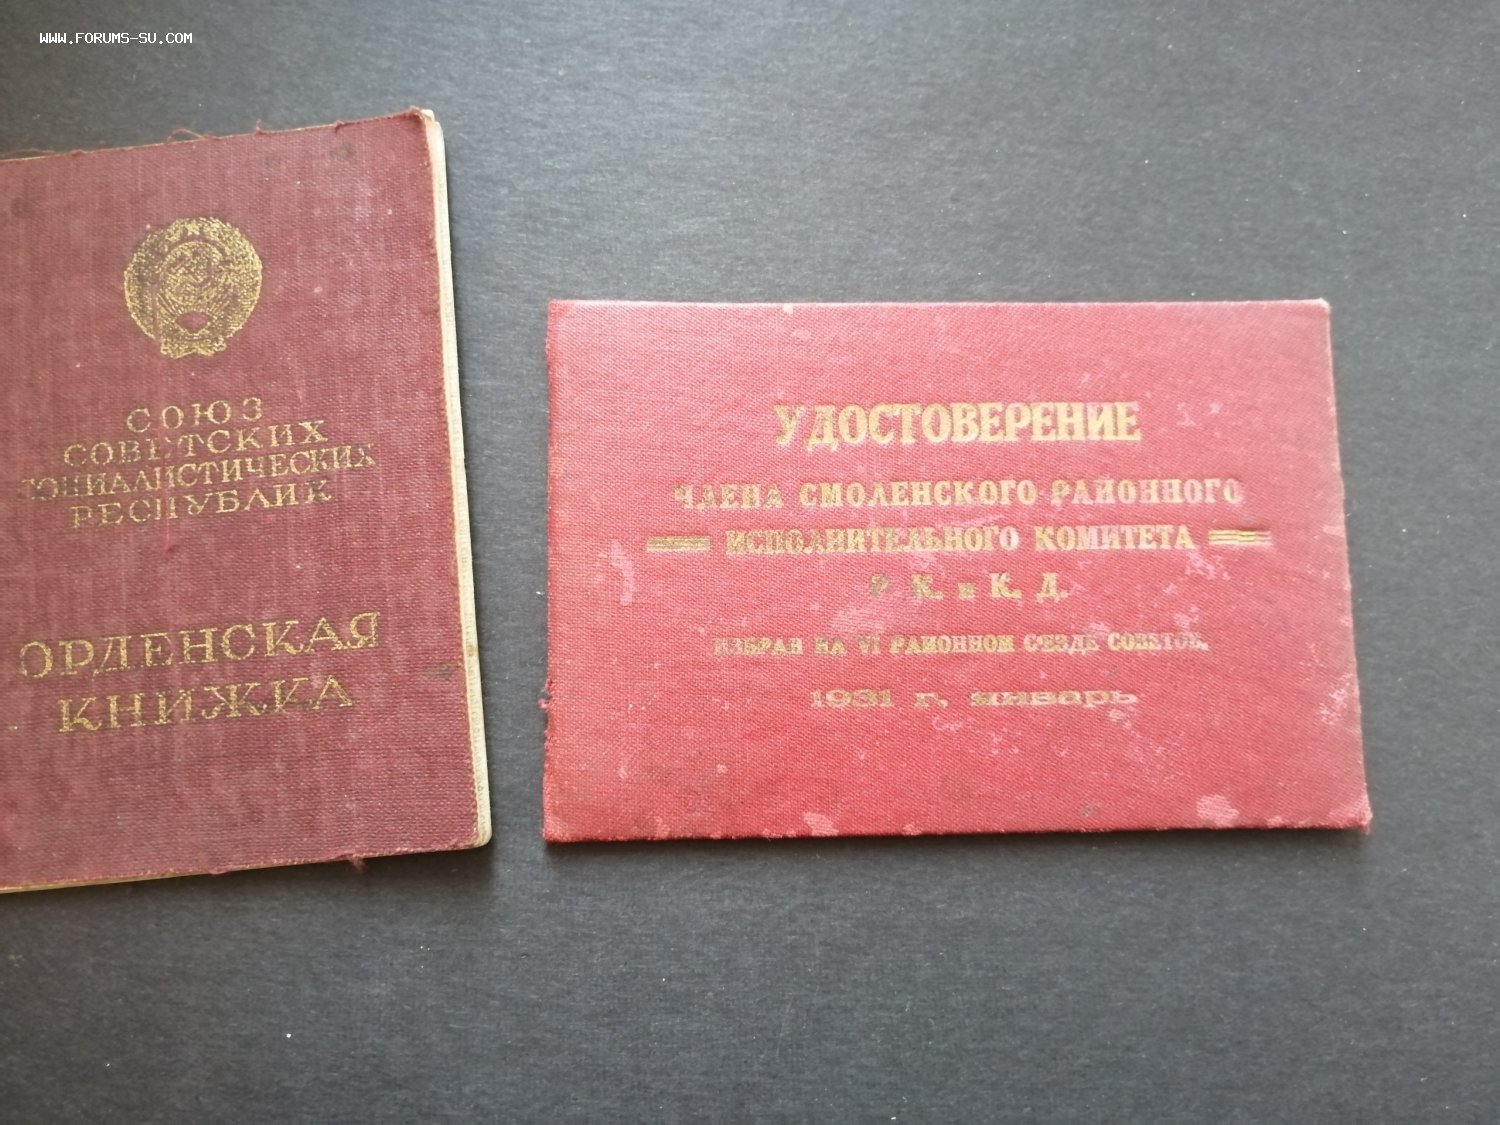 WWW.FORUMS-SU.COM
СОЮЗ
СОВЕТСКИХ
СОЦИАЛИСТИЧЕСКИХ
РЕСПУБЛИК
ОРДЕНСКАЯ
КНИЖКА
УДОСТОВЕРЕНИЕ
ЧЛЕНА СМОЛЕНСКОГО РАЙОННОГО
ИСПОЛНИТЕЛЬНОГО КОМИТЕТА
Р. К. и К. Д.
ИЗБРАН НА VI РАЙОННОМ С'ЕЗДЕ СОВЕТОВ.
1931 г. январь